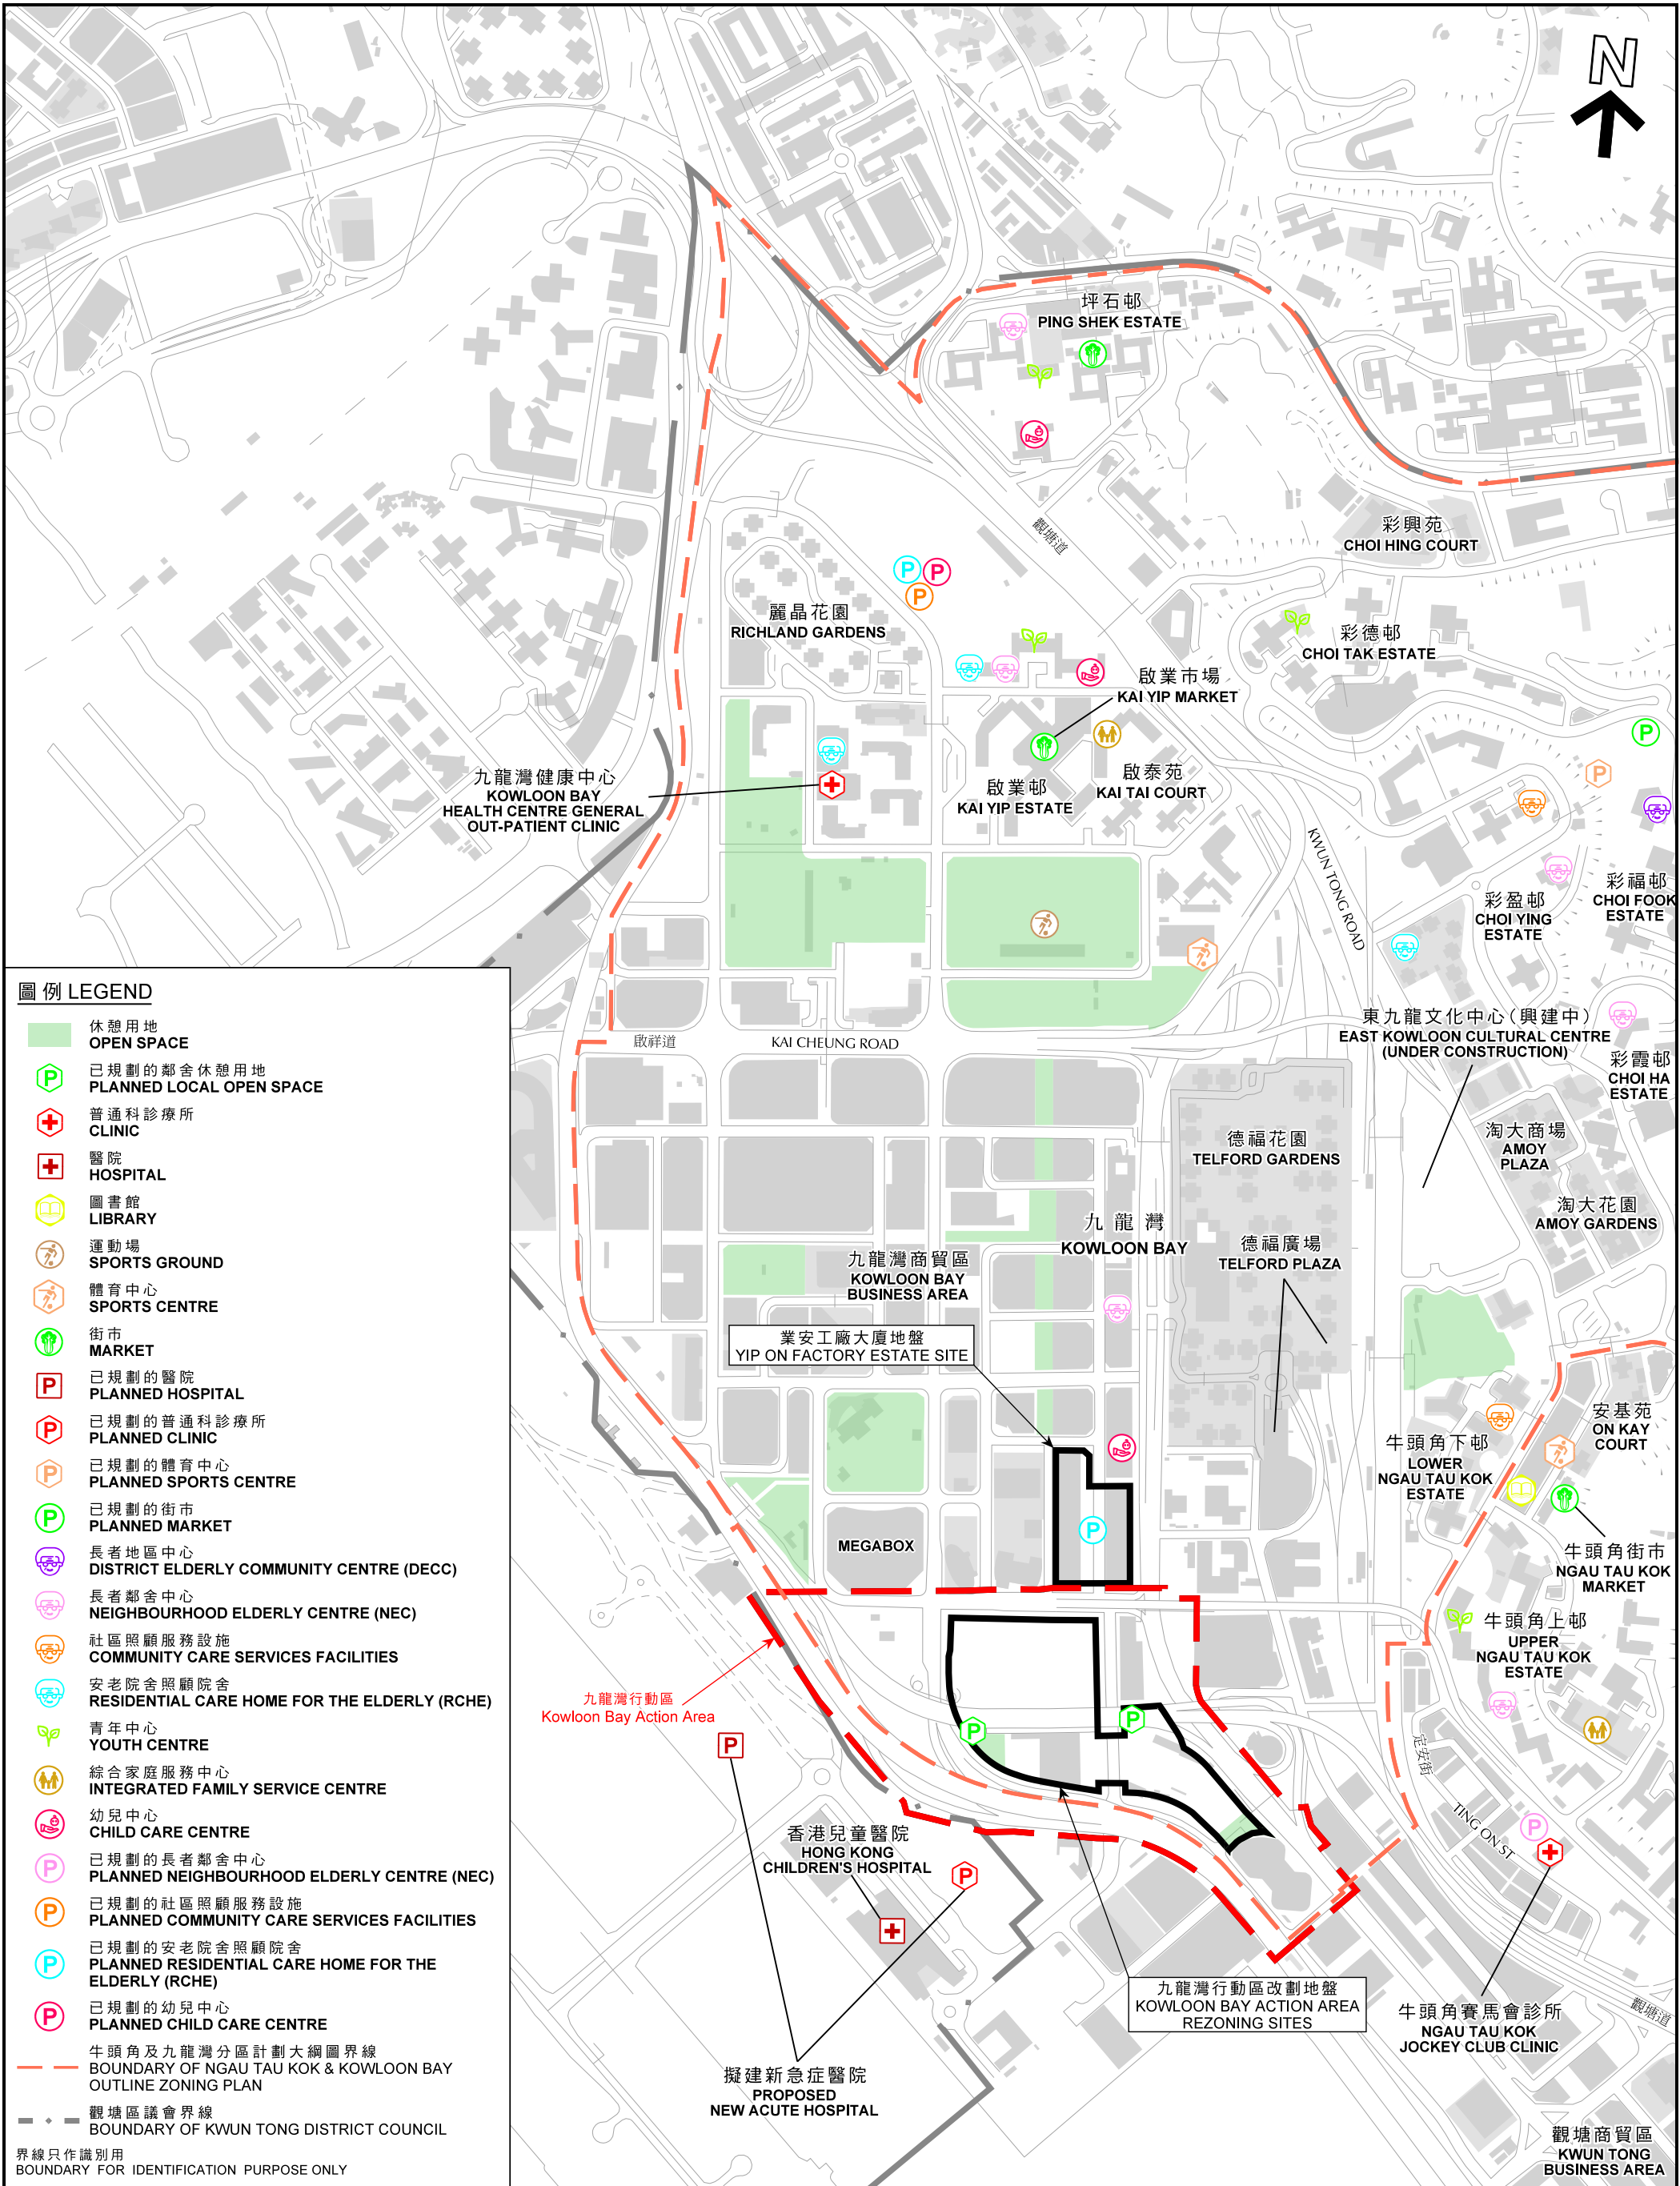 N
坪石邨
PING SHEK ESTATE
觀塘道
彩興苑
CHOI HING COURT
P
P
P
麗晶花園
RICHLAND GARDENS
彩德邨
CHOI TAK ESTATE
啟業市場
KAI YIP MARKET
P
九龍灣健康中心
KOWLOON BAY
HEALTH CENTRE GENERAL
OUT-PATIENT CLINIC
啟業邨
KAI YIP ESTATE
啟泰苑
KAI TAI COURT
P
KWUN TONG ROAD
彩盈邨
CHOI YING
ESTATE
彩福邨
CHOI FOOK
ESTATE
啟祥道
KAI CHEUNG ROAD
東九龍文化中心(興建中)
EAST KOWLOON CULTURAL CENTRE
(UNDER CONSTRUCTION)
彩霞邨
CHOI HA
ESTATE
淘大商場
AMOY
PLAZA
德福花園
TELFORD GARDENS
淘大花園
AMOY GARDENS
九龍灣
KOWLOON BAY
德福廣場
TELFORD PLAZA
九龍灣商貿區
KOWLOON BAY
BUSINESS AREA
業安工廠大廈地盤
YIP ON FACTORY ESTATE SITE
安基苑
ON KAY
COURT
牛頭角下邨
LOWER
NGAU TAU KOK
ESTATE
P
MEGABOX
牛頭角街市
NGAU TAU KOK
MARKET
牛頭角上邨
UPPER
NGAU TAU KOK
ESTATE
九龍灣行動區
Kowloon Bay Action Area
P
P
P
定安街
TING ON ST
P
香港兒童醫院
HONG KONG
CHILDREN'S HOSPITAL
P
九龍灣行動區改劃地盤
KOWLOON BAY ACTION AREA
REZONING SITES
牛頭角賽馬會診所
NGAU TAU KOK
JOCKEY CLUB CLINIC
觀塘道
擬建新急症醫院
PROPOSED
NEW ACUTE HOSPITAL
觀塘商貿區
KWUN TONG
BUSINESS AREA
圖例 LEGEND
休憩用地
OPEN SPACE
P
已規劃的鄰舍休憩用地
PLANNED LOCAL OPEN SPACE
普通科診療所
CLINIC
醫院
HOSPITAL
圖書館
LIBRARY
運動場
SPORTS GROUND
體育中心
SPORTS CENTRE
街市
MARKET
P
已規劃的醫院
PLANNED HOSPITAL
P
已規劃的普通科診療所
PLANNED CLINIC
P
已規劃的體育中心
PLANNED SPORTS CENTRE
P
已規劃的街市
PLANNED MARKET
長者地區中心
DISTRICT ELDERLY COMMUNITY CENTRE (DECC)
長者鄰舍中心
NEIGHBOURHOOD ELDERLY CENTRE (NEC)
社區照顧服務設施
COMMUNITY CARE SERVICES FACILITIES
安老院舍照顧院舍
RESIDENTIAL CARE HOME FOR THE ELDERLY (RCHE)
青年中心
YOUTH CENTRE
綜合家庭服務中心
INTEGRATED FAMILY SERVICE CENTRE
幼兒中心
CHILD CARE CENTRE
P
已規劃的長者鄰舍中心
PLANNED NEIGHBOURHOOD ELDERLY CENTRE (NEC)
P
已規劃的社區照顧服務設施
PLANNED COMMUNITY CARE SERVICES FACILITIES
P
已規劃的安老院舍照顧院舍
PLANNED RESIDENTIAL CARE HOME FOR THE
ELDERLY (RCHE)
P
已規劃的幼兒中心
PLANNED CHILD CARE CENTRE
牛頭角及九龍灣分區計劃大綱圖界線
BOUNDARY OF NGAU TAU KOK & KOWLOON BAY
OUTLINE ZONING PLAN
觀塘區議會界線
BOUNDARY OF KWUN TONG DISTRICT COUNCIL
界線只作識別用
BOUNDARY FOR IDENTIFICATION PURPOSE ONLY